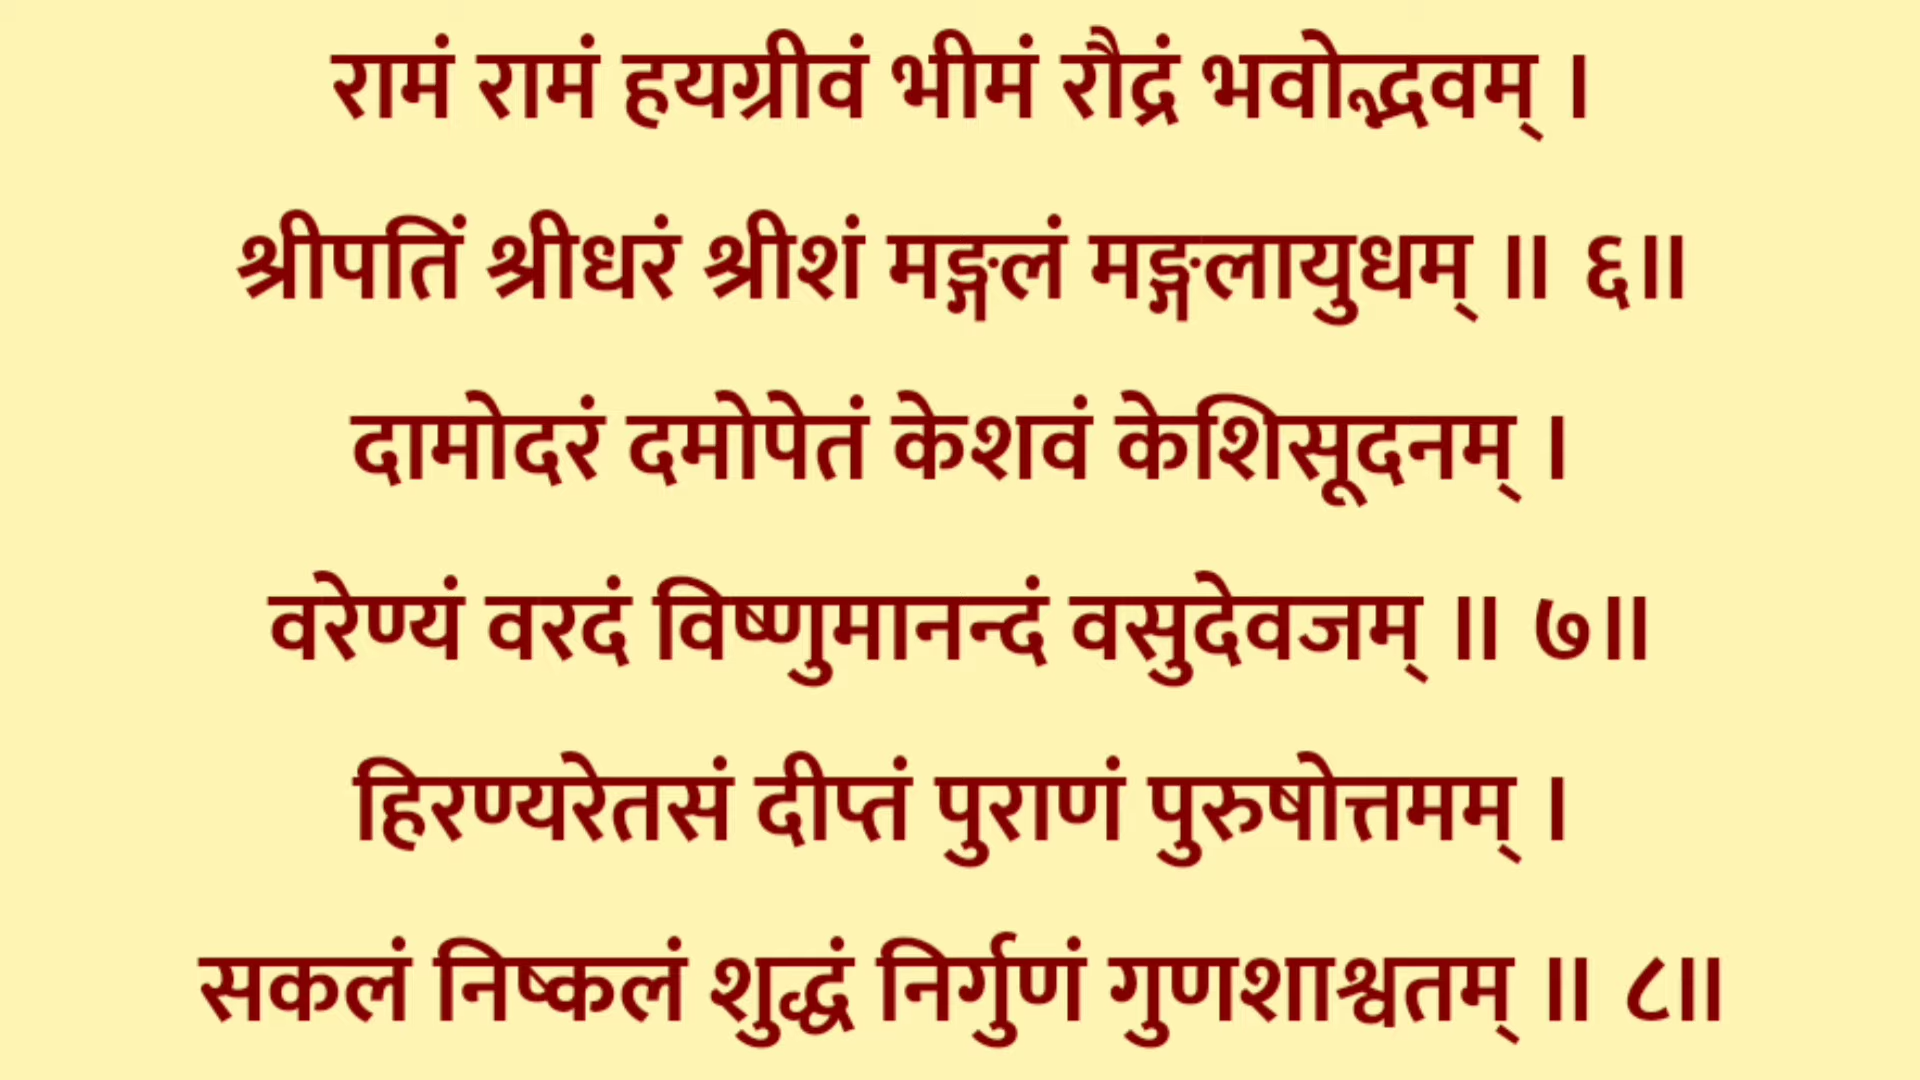 रामं रामं हयग्रीवं भीमं रौद्रं भवोद्भवम् ।
श्रीपतिं श्रीधरं श्रीशं मङ्गलं मङ्गलायुधम् ॥ ६॥
दामोदरं दमोपेतं केशवं केशिसूदनम् ।
वरेण्यं वरदं विष्णुमानन्दं वसुदेवजम् ॥ ७॥
हिरण्यरेतसं दीप्तं पुराणं पुरुषोत्तमम् ।
सकलं निष्कलं शुद्धं निर्गुणं गुणशाश्वतम् ॥ ८॥